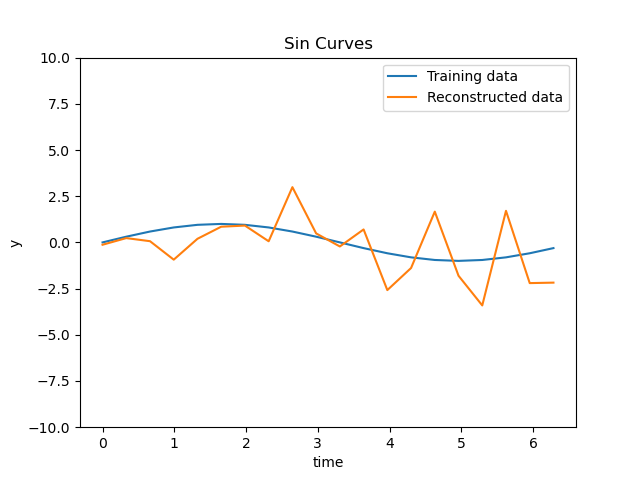 Sin Curves
10.0
7.5
5.0
2.5
0.0
−2.5
−5.0
−7.5
−10.0
y
Training data
Reconstructed data
0 1 2 3 4 5 6
time